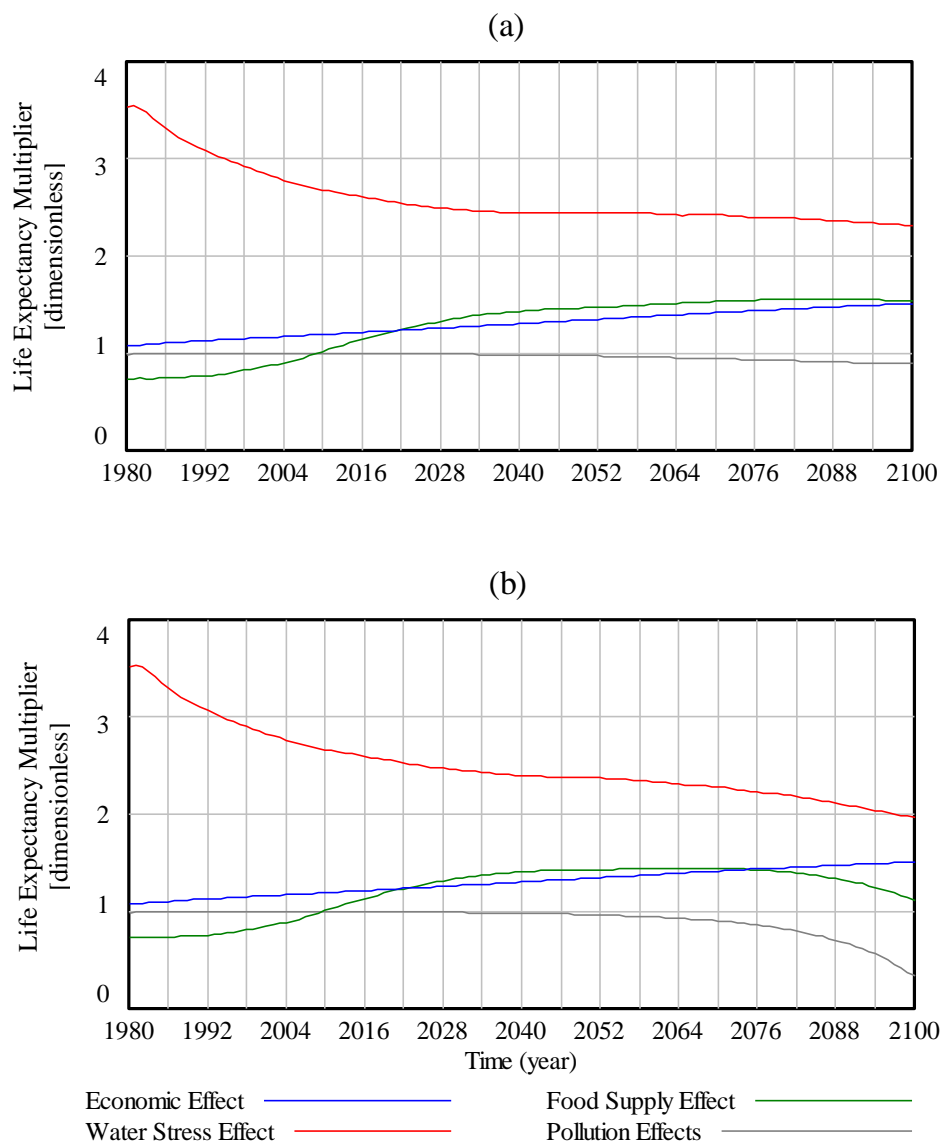 (a)
Life Expectancy Multiplier
[dimensionless]
4
3
2
1
0
1980 1992 2004 2016 2028 2040 2052 2064 2076 2088 2100
(b)
Life Expectancy Multiplier
[dimensionless]
4
3
2
1
0
1980 1992 2004 2016 2028 2040 2052 2064 2076 2088 2100
Time (year)
Economic Effect Food Supply Effect
Water Stress Effect Pollution Effects